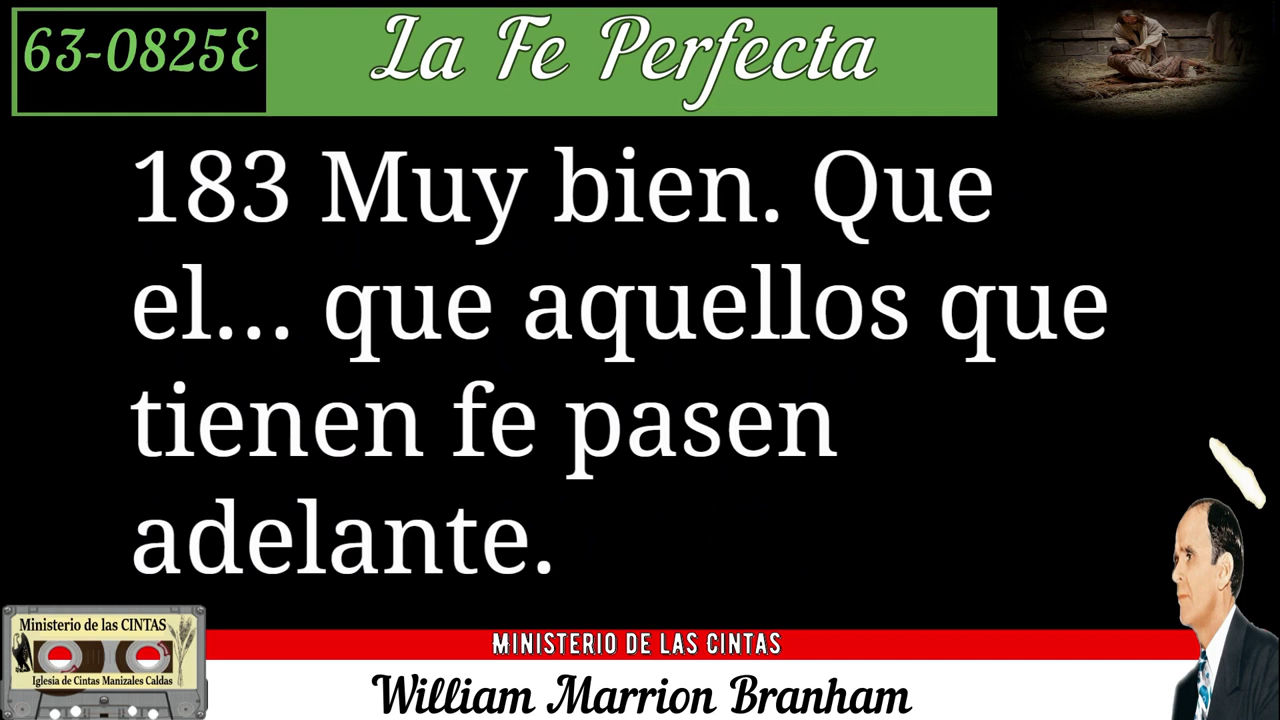 63-0825E
La Fe Perfecta
183 Muy bien. Que
el... que aquellos que
tienen fe pasen
adelante.
Ministerio de las CINTAS
Iglesia de Cintas Manizales Caldas
MINISTERIO DE LAS CINTAS
William Marrion Branham